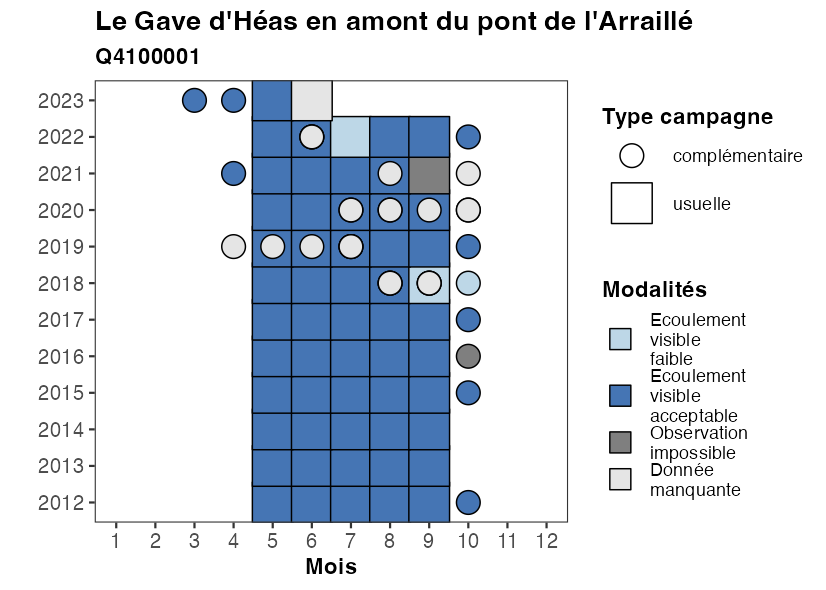 Le Gave d'Héas en amont du pont de l'Arraillé
Q4100001
2023
2022
2021
2020
2019
2018
2017
2016
2015
2014
2013
2012
1 2 3 4 5 6 7 8 9 10 11 12
Mois
Type campagne
complémentaire
usuelle
Modalités
Ecoulement
visible
faible
Ecoulement
visible
acceptable
Observation
impossible
Donnée
manquante